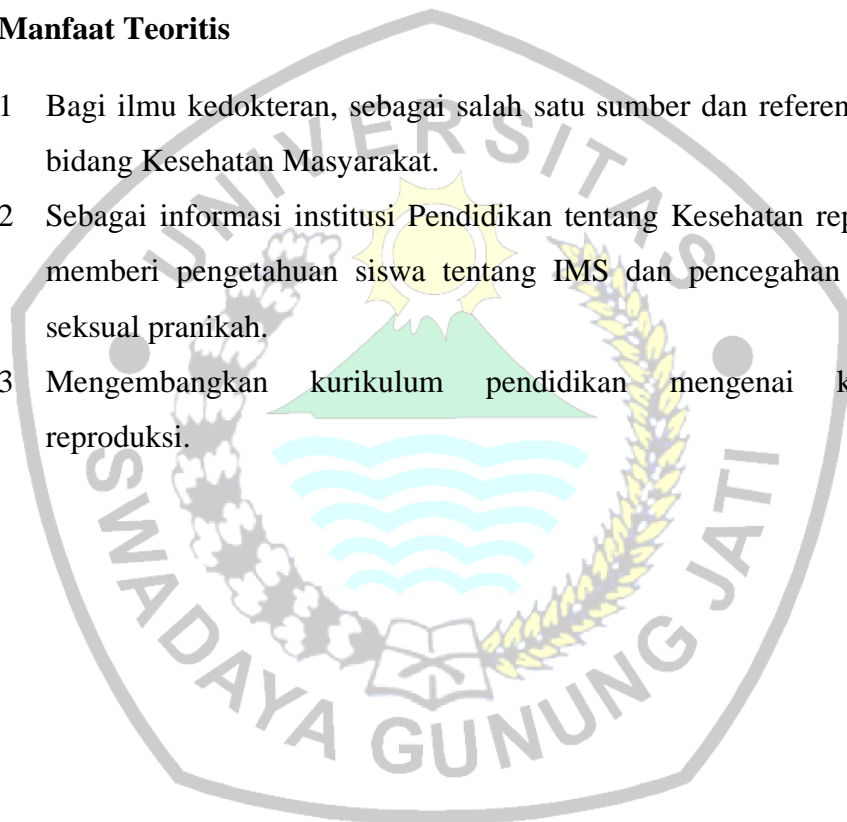 Manfaat Teoritis
1 Bagi ilmu kedokteran, sebagai salah satu sumber dan referen
bidang Kesehatan Masyarakat.
2 Sebagai informasi institusi Pendidikan tentang Kesehatan rep
memberi pengetahuan siswa tentang IMS dan pencegahan
seksual pranikah.
3 Mengembangkan kurikulum pendidikan mengenai k
reproduksi.
UNIVERSITAS
SWADAYA GUNUNG JATI